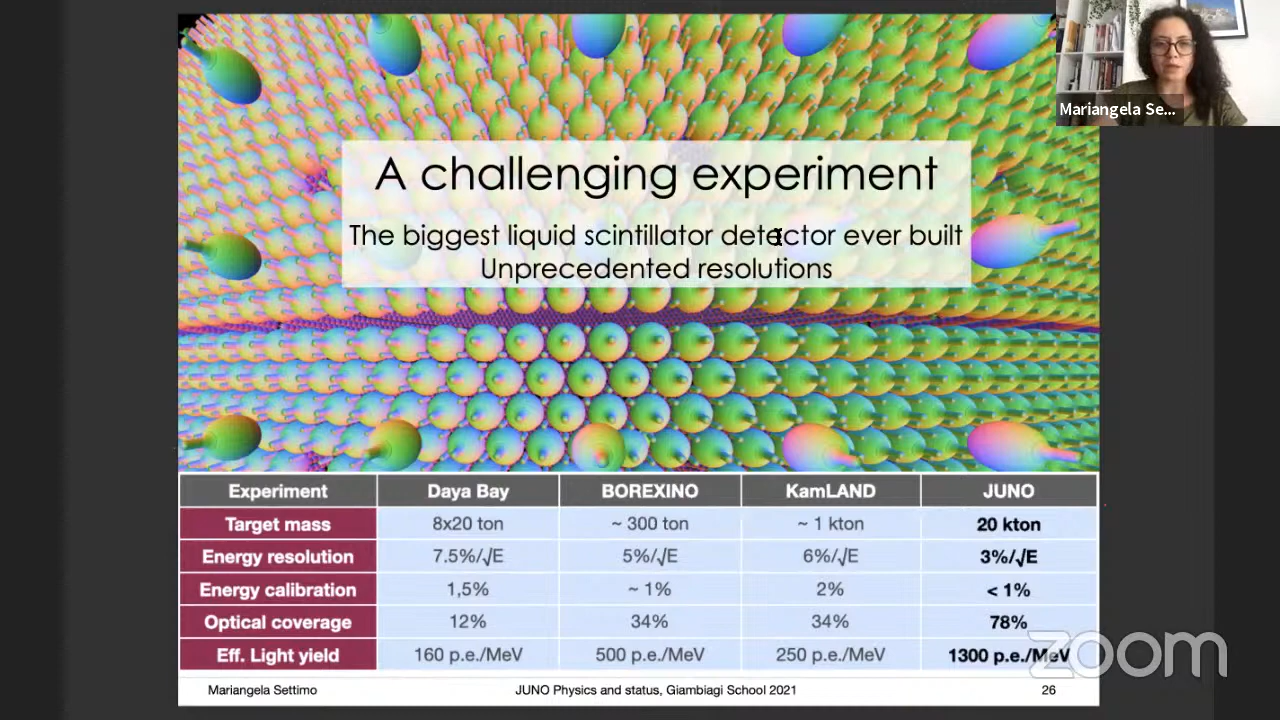 Mariangela Se...
A challenging experiment
The biggest liquid scintillator detector ever built
Unprecedented resolutions
Experiment Daya Bay BOREXINO KamLAND JUNO
Target mass 8x20 ton ~ 300 ton ~ 1 kton 20 kton
Energy resolution 7.5%/√E 5%/√E 6%/√E 3%/√E
Energy calibration 1,5% ~ 1% 2% < 1%
Optical coverage 12% 34% 34% 78%
Eff. Light yield 160 p.e./MeV 500 p.e./MeV 250 p.e./MeV 1300 p.e./MeV
zoom
Mariangela Settimo JUNO Physics and status, Giambiagi School 2021 26